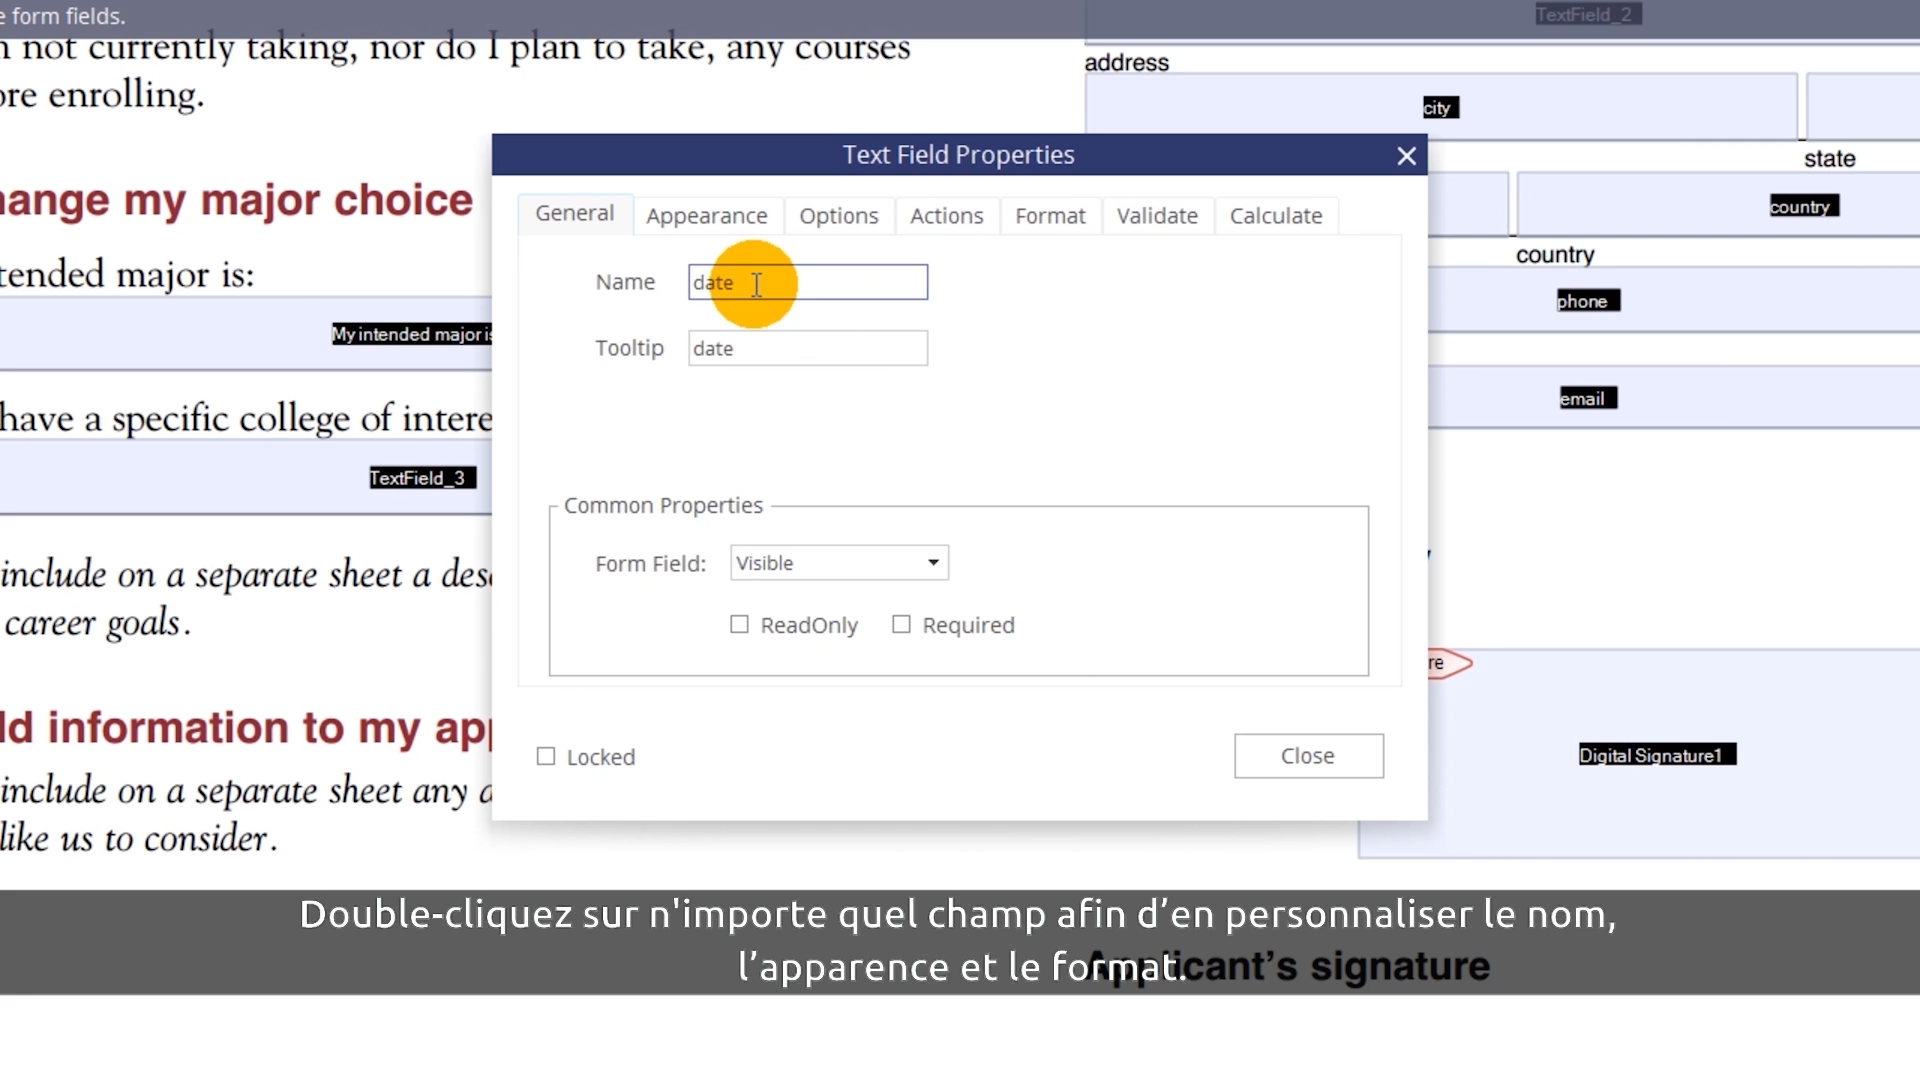 e form fields.
TextField_2
not currently taking, nor do I plan to take, any courses
ore enrolling.
address
city
state
country
country
phone
email
hange my major choice
tended major is:
My intended major is
have a specific college of intere
TextField_3
include on a separate sheet a des
career goals.
ld information to my app
include on a separate sheet any a
like us to consider.
Text Field Properties
General Appearance Options Actions Format Validate Calculate
Name date
Tooltip date
Common Properties
Form Field: Visible
ReadOnly Required
Locked Close
re
Digital Signature1
Applicant's signature
Double-cliquez sur n'importe quel champ afin d’en personnaliser le nom,
l’apparence et le format.